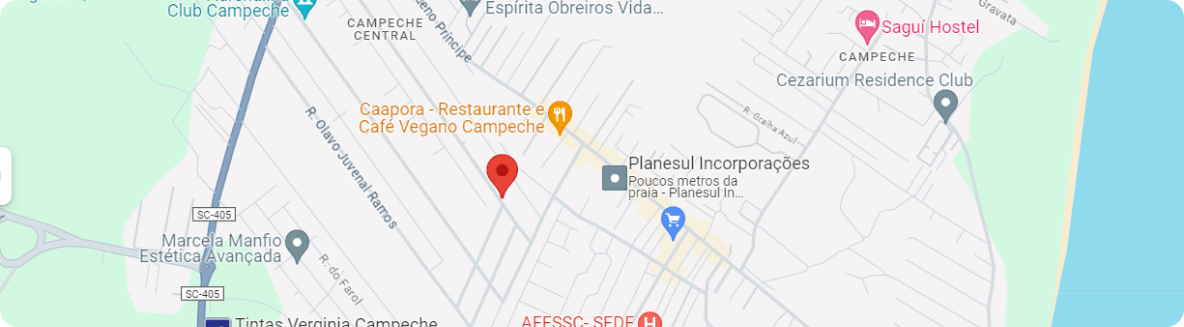 Club Campeche
CAMPECHE
CENTRAL
Espírita Obreiros Vida...
Gravata
Saguí Hostel
CAMPECHE
Cezarium Residence Club
Caapora - Restaurante e
Café Vegano Campeche
R. Olavo Juvenal Ramos
R. Graiha Azul
Planesul Incorporações
Poucos metros da
praia - Planesul In...
SC-405
Marcela Manfio
Estética Avançada
R. do Farol
SC-405
Tintas Verginia Campeche
AFESSC- SEDE
H